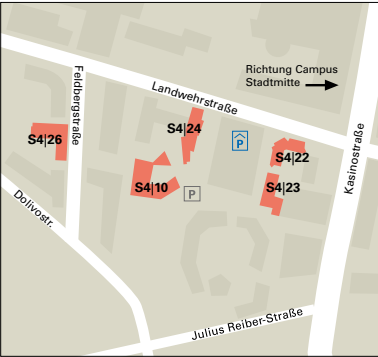 Richtung Campus
Stadtmitte
Landwehrstraße
Feldbergstraße
S4|24
S4|26
P
S4|22
Kasinostraße
S4|10
P
S4|23
Dolivostr.
Julius Reiber-Straße